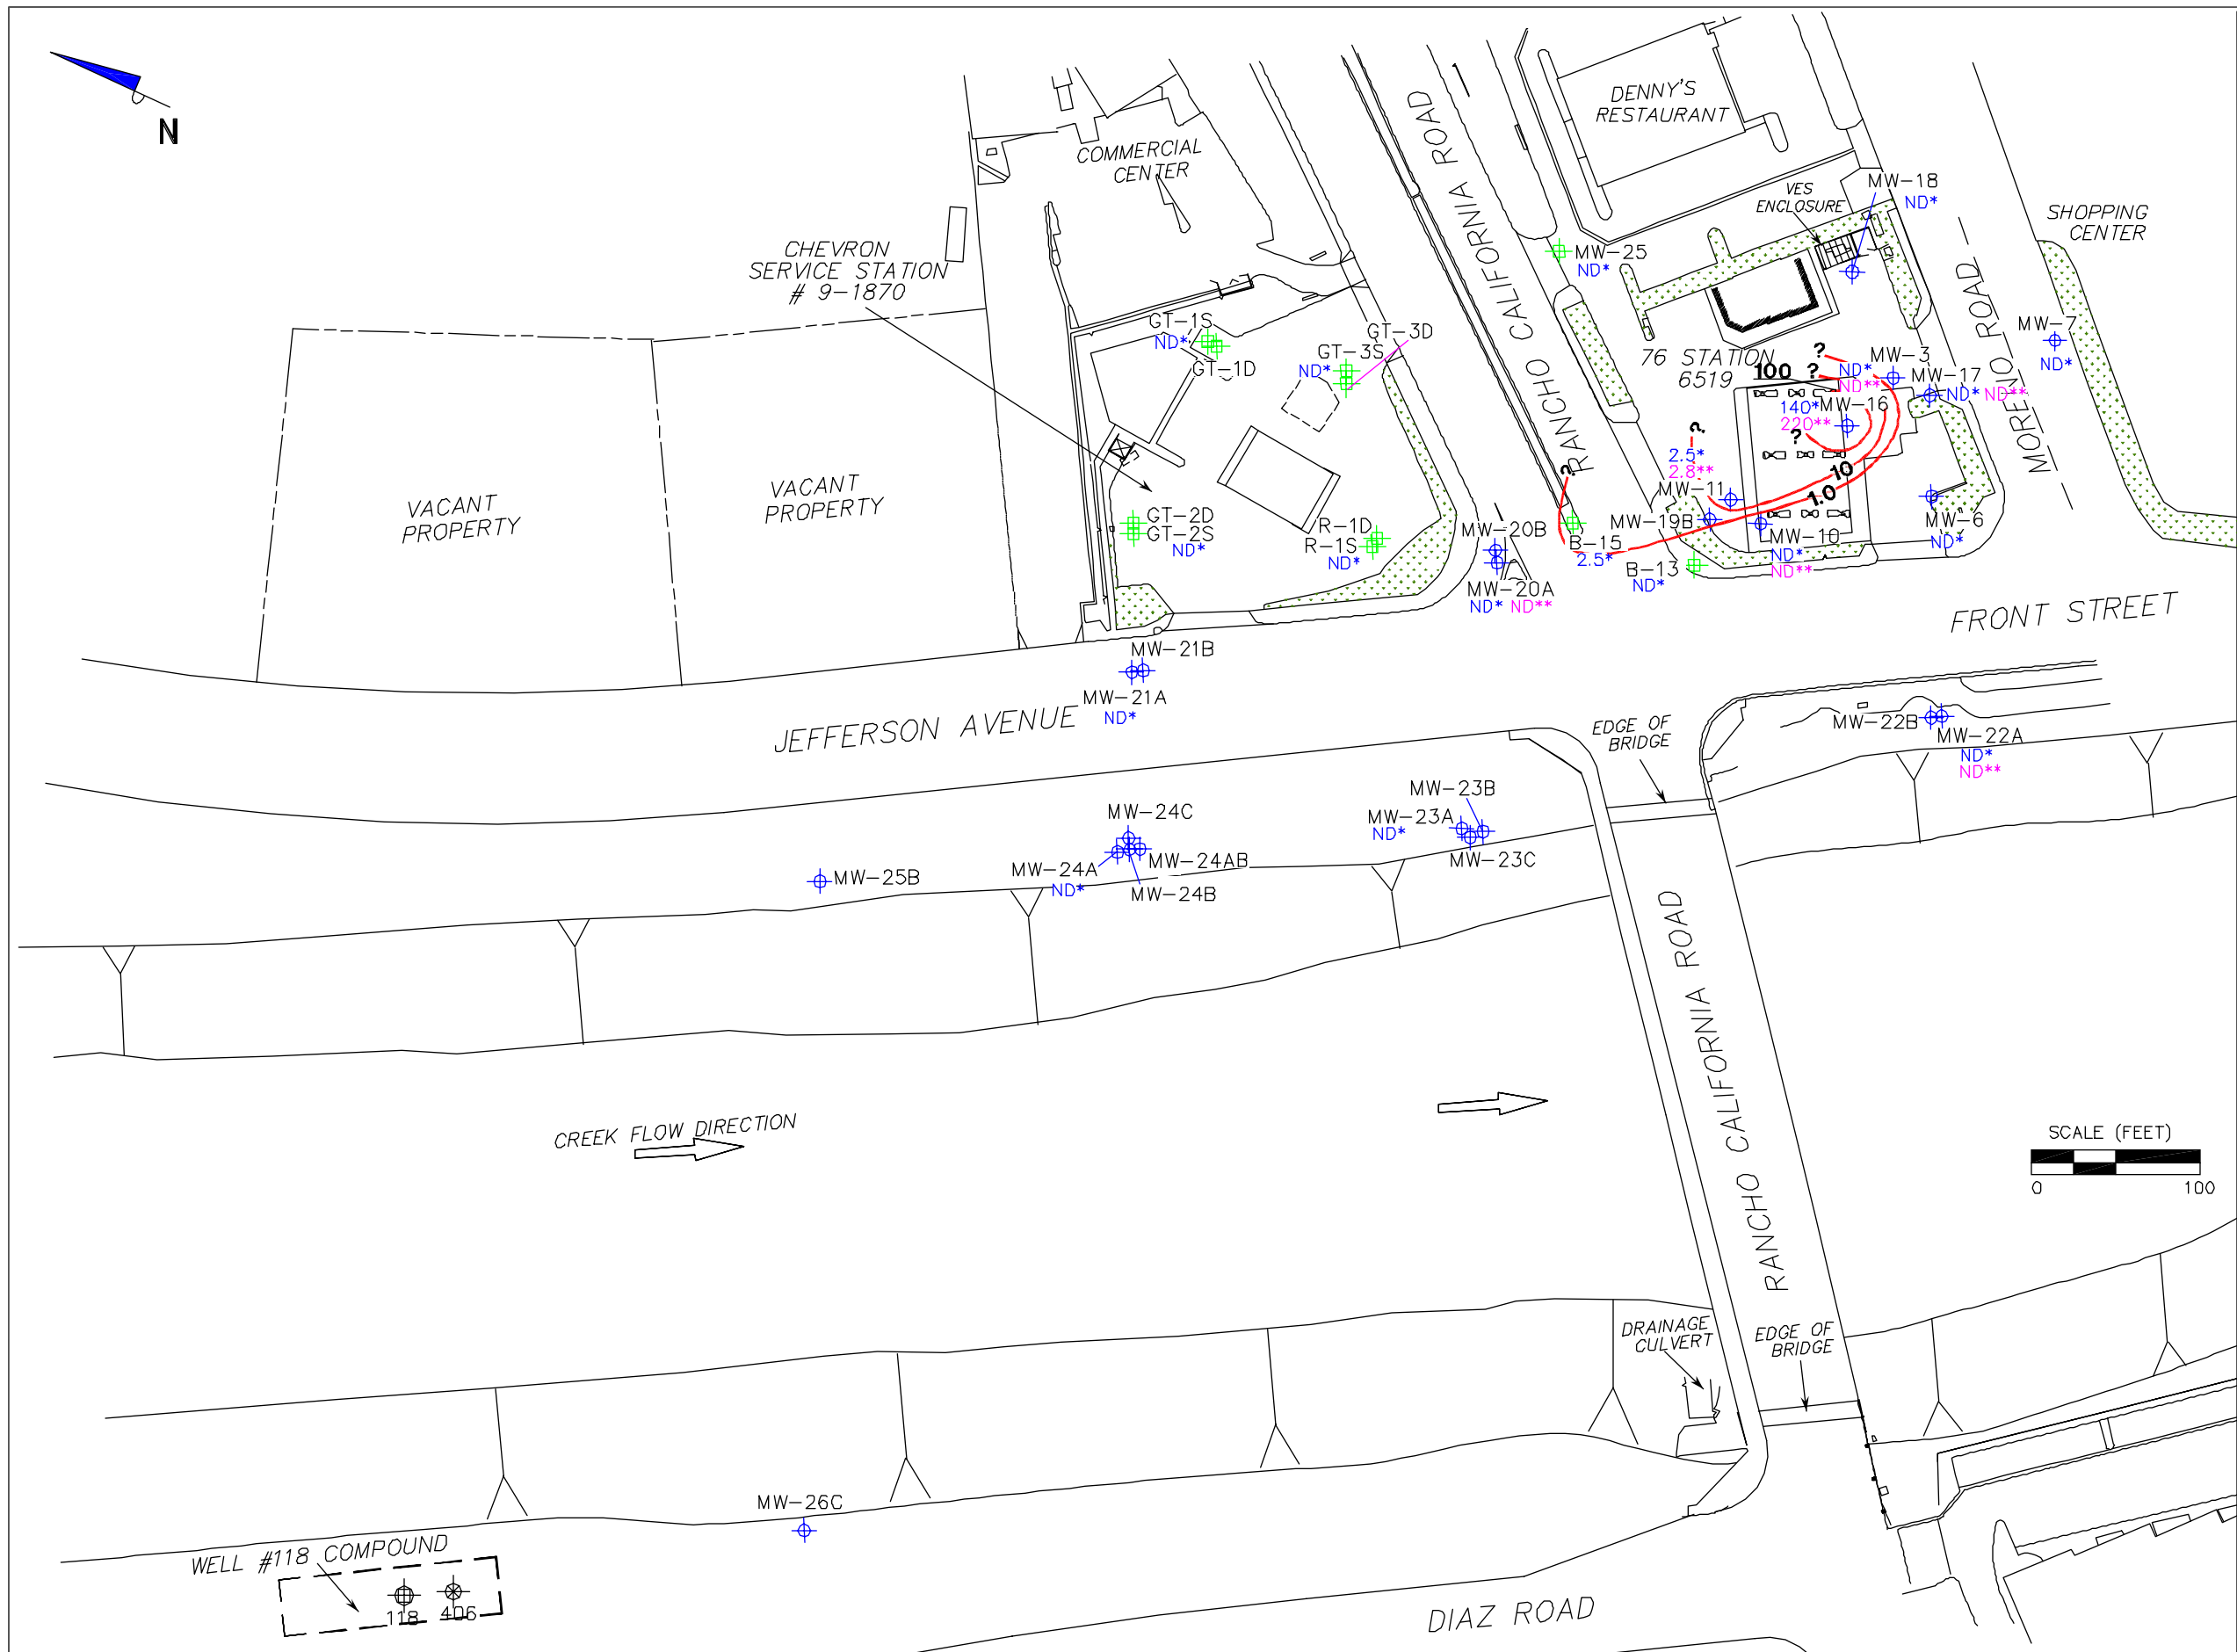 N
DENNY'S
RESTAURANT
COMMERCIAL
CENTER
RANCHO CALIFORNIA ROAD
VES
ENCLOSURE
MW-18
ND*
SHOPPING
CENTER
CHEVRON
SERVICE STATION
# 9-1870
MW-25
ND*
GT-1S
ND*
GT-1D
GT-3D
GT-3S
ND*
76 STATION
6519
100
?
?
MW-3
ND*
ND**
MW-17
ND* ND**
MW-7
ND*
MORENO ROAD
140*
220**
MW-16
?
?
2.5*
2.8**
MW-11
10
1.0
?
VACANT
PROPERTY
VACANT
PROPERTY
GT-2D
GT-2S
ND*
R-1D
R-1S
ND*
MW-20B
MW-20A
ND* ND**
B-15
2.5*
MW-19B
B-13
ND*
MW-10
ND*
ND**
MW-6
ND*
FRONT STREET
MW-21B
MW-21A
ND*
JEFFERSON AVENUE
EDGE OF
BRIDGE
MW-22B
MW-22A
ND*
ND**
MW-23B
MW-23A
ND*
MW-23C
MW-24C
MW-24A
ND*
MW-24AB
MW-24B
MW-25B
RANCHO CALIFORNIA ROAD
CREEK FLOW DIRECTION
SCALE (FEET)
0 100
DRAINAGE
CULVERT
EDGE OF
BRIDGE
MW-26C
WELL #118 COMPOUND
118 406
DIAZ ROAD